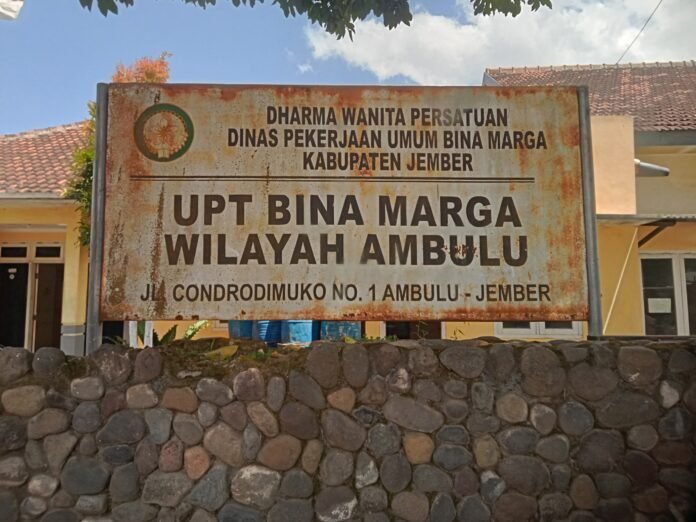 DHARMA WANITA PERSATUAN
DINAS PEKERJAAN UMUM BINA MARGA
KABUPATEN JEMBER
UPT BINA MARGA
WILAYAH AMBULU
JL. CONDRODIMUKO NO. 1 AMBULU - JEMBER